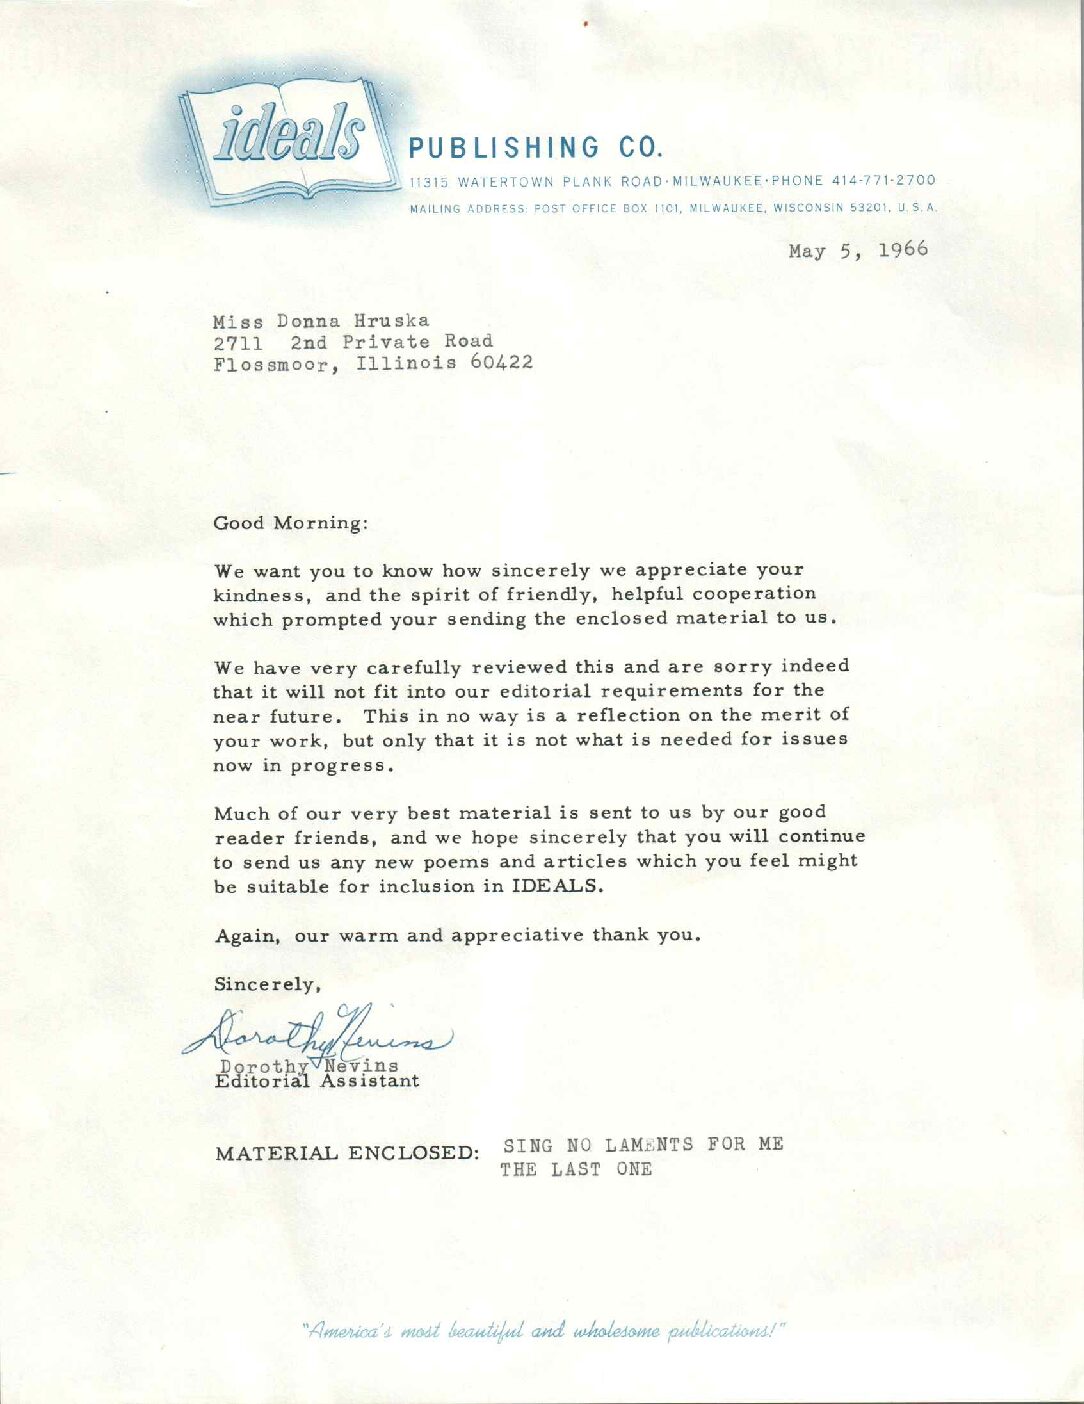 ideals
PUBLISHING CO.
11315 WATERTOWN PLANK ROAD·MILWAUKEE·PHONE 414-771-2700
MAILING ADDRESS: POST OFFICE BOX 1101, MILWAUKEE, WISCONSIN 53201, U.S.A.
May 5, 1966
Miss Donna Hruska
2711 2nd Private Road
Flossmoor, Illinois 60422
Good Morning:
We want you to know how sincerely we appreciate your
kindness, and the spirit of friendly, helpful cooperation
which prompted your sending the enclosed material to us.
We have very carefully reviewed this and are sorry indeed
that it will not fit into our editorial requirements for the
near future. This in no way is a reflection on the merit of
your work, but only that it is not what is needed for issues
now in progress.
Much of our very best material is sent to us by our good
reader friends, and we hope sincerely that you will continue
to send us any new poems and articles which you feel might
be suitable for inclusion in IDEALS.
Again, our warm and appreciative thank you.
Sincerely,
Dorothy Nevins
Dorothy Nevins
Editorial Assistant
MATERIAL ENCLOSED: SING NO LAMENTS FOR ME
THE LAST ONE
"America's most beautiful and wholesome publications!"